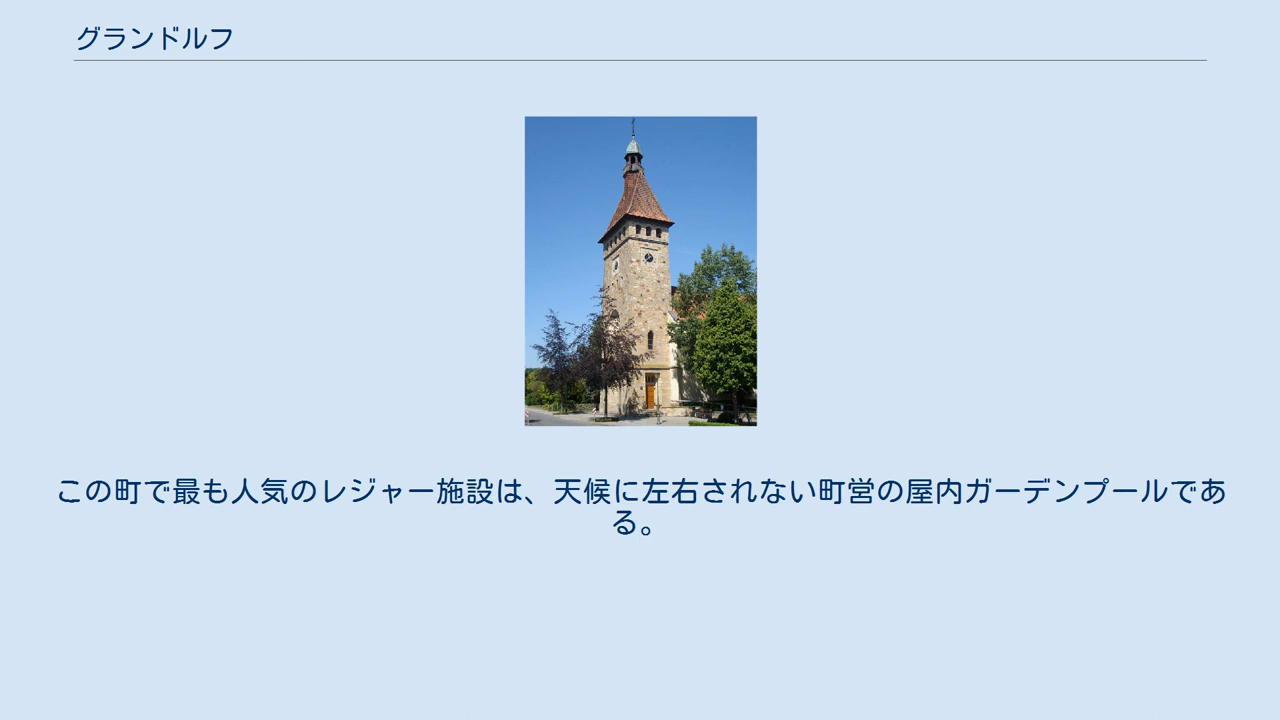 グランドルフ
この町で最も人気のレジャー施設は、天候に左右されない町営の屋内ガーデンプールであ
る。